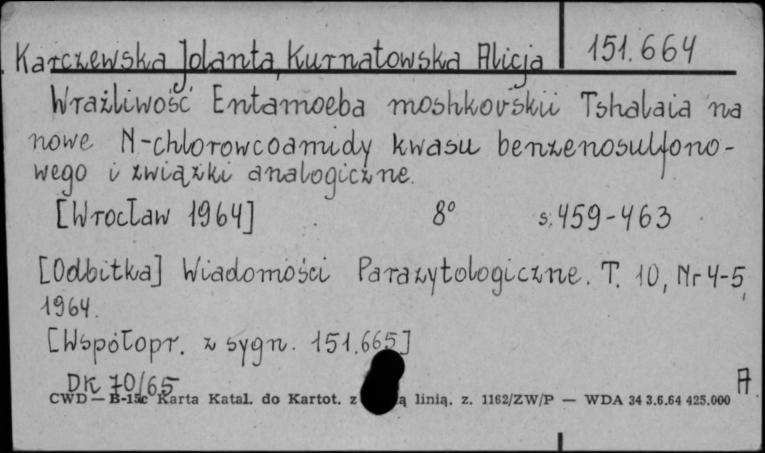 Karczewska Jolanta, Kurnatowska Alicja 151.664
Wrażliwość Entamoeba moshkovskii Tshalaia na
nowe N-chlorowcoamidy kwasu benzenosulfono-
wego i związki analogiczne.
[Wrocław 1964] 8° s. 459-463
[Odbitka] Wiadomości Parazytologiczne. T. 10, Nr 4-5,
1964.
[Współopr. z sygn. 151.665]
DK 70/65 A
CWD — B-15c Karta Katal. do Kartot. z linią. z. 1162/ZW/P — WDA 34 3.6.64 425.000